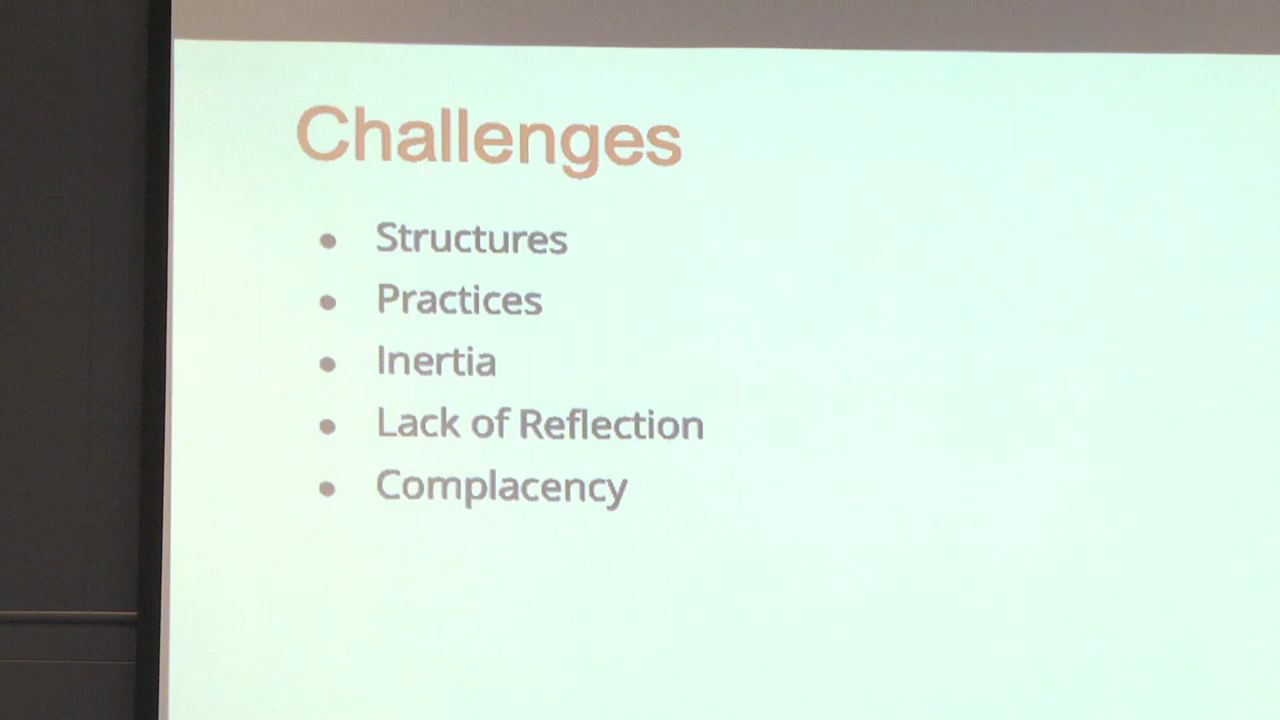 Challenges
• Structures
• Practices
• Inertia
• Lack of Reflection
• Complacency